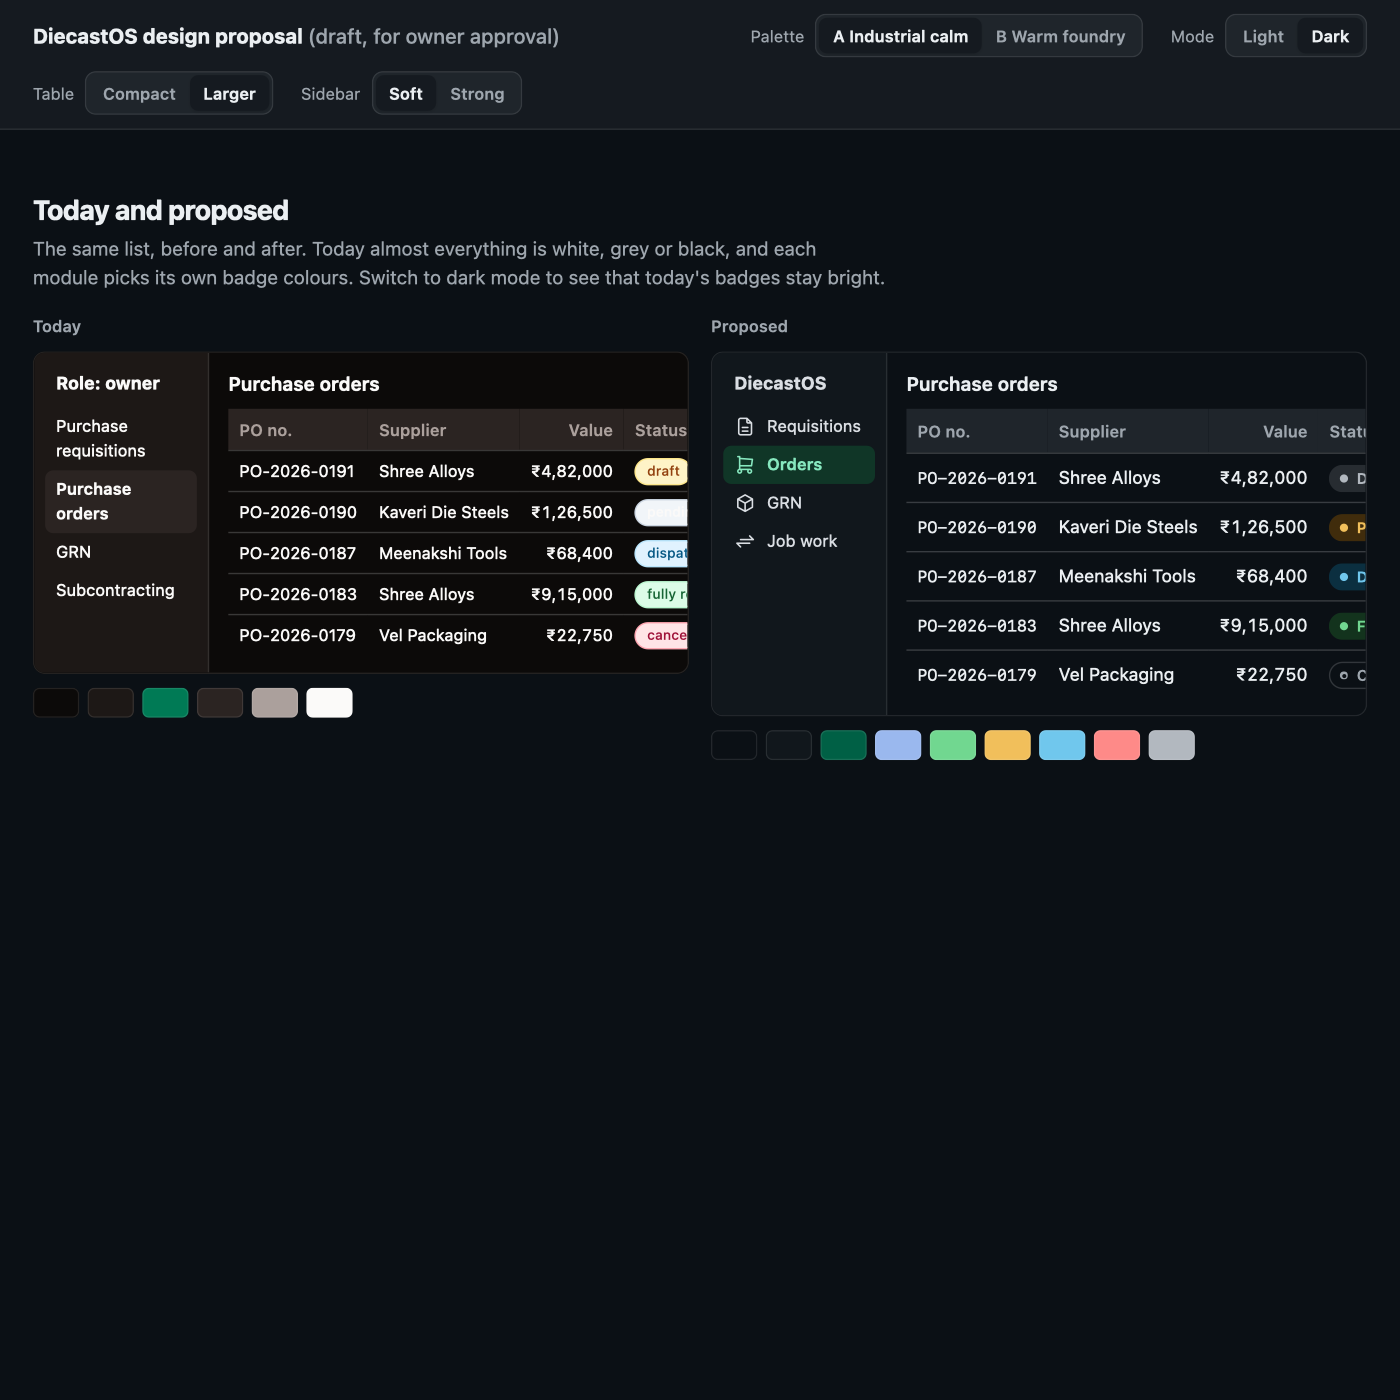 DiecastOS design proposal (draft, for owner approval)
Palette A Industrial calm B Warm foundry Mode Light Dark
Table Compact Larger Sidebar Soft Strong
Today and proposed
The same list, before and after. Today almost everything is white, grey or black, and each
module picks its own badge colours. Switch to dark mode to see that today's badges stay bright.
Today
Role: owner
Purchase
requisitions
Purchase
orders
GRN
Subcontracting
Purchase orders
PO no. Supplier Value Status
PO-2026-0191 Shree Alloys ₹4,82,000 draft
PO-2026-0190 Kaveri Die Steels ₹1,26,500
PO-2026-0187 Meenakshi Tools ₹68,400 dispat
PO-2026-0183 Shree Alloys ₹9,15,000 fully r
PO-2026-0179 Vel Packaging ₹22,750 cance
Proposed
DiecastOS
Requisitions
Orders
GRN
Job work
Purchase orders
PO no. Supplier Value Stat
PO-2026-0191 Shree Alloys ₹4,82,000 D
PO-2026-0190 Kaveri Die Steels ₹1,26,500 P
PO-2026-0187 Meenakshi Tools ₹68,400 D
PO-2026-0183 Shree Alloys ₹9,15,000 F
PO-2026-0179 Vel Packaging ₹22,750 C